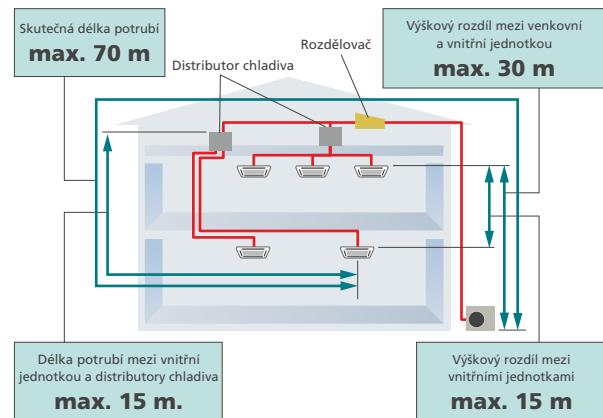 Skutečná délka potrubí
max. 70 m
Distributor chladiva
Rozdělovač
Výškový rozdíl mezi venkovní
a vnitřní jednotkou
max. 30 m
Délka potrubí mezi vnitřní
jednotkou a distributory chladiva
max. 15 m.
Výškový rozdíl mezi
vnitřními jednotkami
max. 15 m